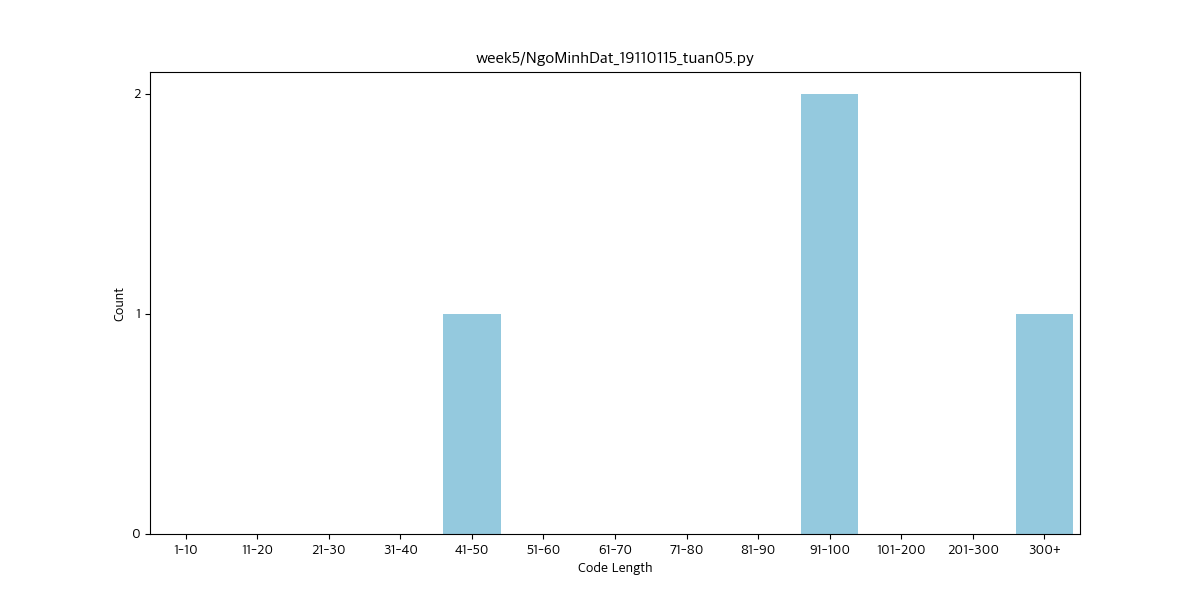 week5/NgoMinhDat_19110115_tuan05.py
2
1
0
Count
1-10 11-20 21-30 31-40 41-50 51-60 61-70 71-80 81-90 91-100 101-200 201-300 300+
Code Length